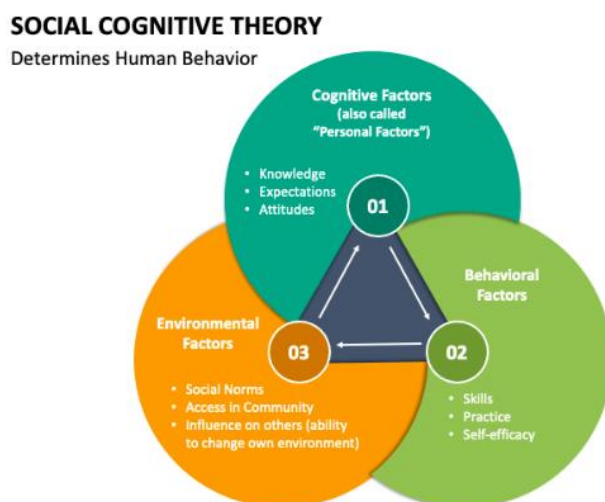 SOCIAL COGNITIVE THEORY
Determines Human Behavior
Cognitive Factors
(also called
“Personal Factors”)
• Knowledge
• Expectations
• Attitudes
01
Behavioral
Factors
02
• Skills
• Practice
• Self-efficacy
Environmental
Factors
03
• Social Norms
• Access in Community
• Influence on others (ability
to change own environment)